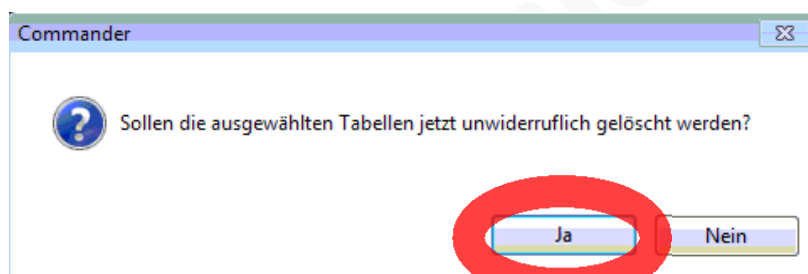 Commander
Sollen die ausgewählten Tabellen jetzt unwiderruflich gelöscht werden?
Ja
Nein